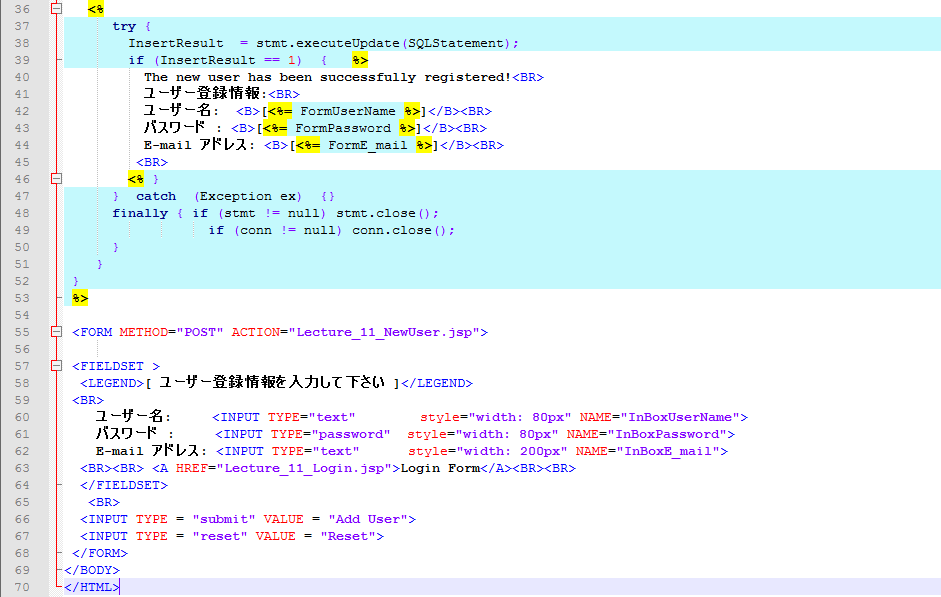 36 <%
37 try {
38 InsertResult = stmt.executeUpdate(SQLStatement);
39 if (InsertResult == 1) { %>
40 The new user has been successfully registered!<BR>
41 ユーザー登録情報:<BR>
42 ユーザー名: <B>[<%= FormUserName %>]</B><BR>
43 パスワード : <B>[<%= FormPassword %>]</B><BR>
44 E-mail アドレス: <B>[<%= FormE_mail %>]</B><BR>
45 <BR>
46 <% }
47 } catch (Exception ex) {}
48 finally { if (stmt != null) stmt.close();
49 if (conn != null) conn.close();
50 }
51 }
52 }
53 %>
54
55 <FORM METHOD="POST" ACTION="Lecture_11_NewUser.jsp">
56
57 <FIELDSET >
58 <LEGEND>[ ユーザー登録情報を入力して下さい ]</LEGEND>
59 <BR>
60 ユーザー名: <INPUT TYPE="text" style="width: 80px" NAME="InBoxUserName">
61 パスワード : <INPUT TYPE="password" style="width: 80px" NAME="InBoxPassword">
62 E-mail アドレス: <INPUT TYPE="text" style="width: 200px" NAME="InBoxE_mail">
63 <BR><BR> <A HREF="Lecture_11_Login.jsp">Login Form</A><BR><BR>
64 </FIELDSET>
65 <BR>
66 <INPUT TYPE = "submit" VALUE = "Add User">
67 <INPUT TYPE = "reset" VALUE = "Reset">
68 </FORM>
69 </BODY>
70 </HTML>